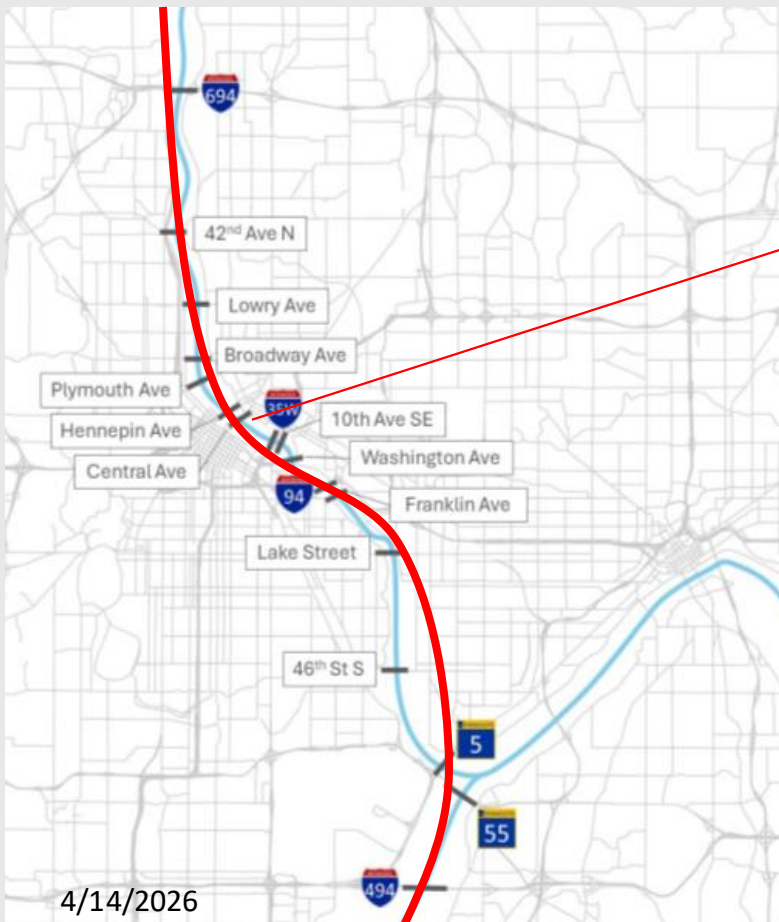 694
42nd Ave N
Lowry Ave
Broadway Ave
Plymouth Ave
35W
Hennepin Ave
10th Ave SE
Central Ave
Washington Ave
94
Franklin Ave
Lake Street
46th St S
5
55
494
4/14/2026